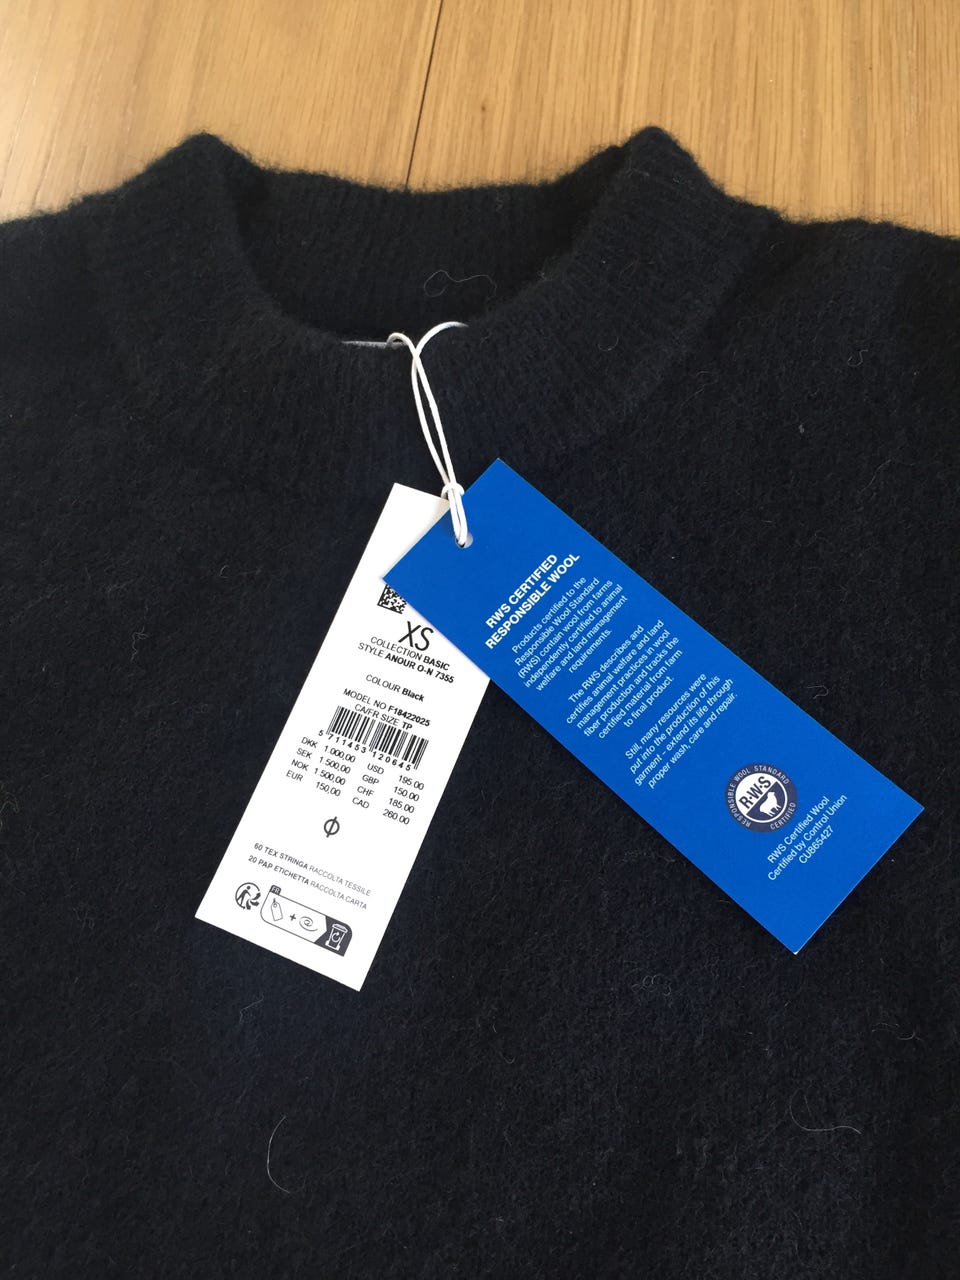 XS
COLLECTION BASIC
STYLE ANOUR O-N 7355
COLOUR Black
MODEL NO F18422025
CA/FR SIZE TP
5 711453 120645
DKK 1 000,00 USD 195.00
SEK 1.500,00 GBP 150.00
NOK 1 500,00 CHF 185.00
EUR 150,00 CAD 260.00
60 TEX STRINGA RACCOLTA TESSILE
20 PAP ETICHETTA RACCOLTA CARTA
FR
+
RWS CERTIFIED
RESPONSIBLE WOOL
Products certified to the
Responsible Wool Standard
(RWS) contain wool from farms
independently certified to animal
welfare and land management
requirements.
The RWS describes and
certifies animal welfare and land
management practices in wool
fiber production and tracks the
certified material from farm
to final product.
Still, many resources were
put into the production of this
garment – extend its life through
proper wash, care and repair.
RESPONSIBLE WOOL STANDARD
R·W·S
CERTIFIED
RWS Certified Wool
Certified by Control Union
CU865427